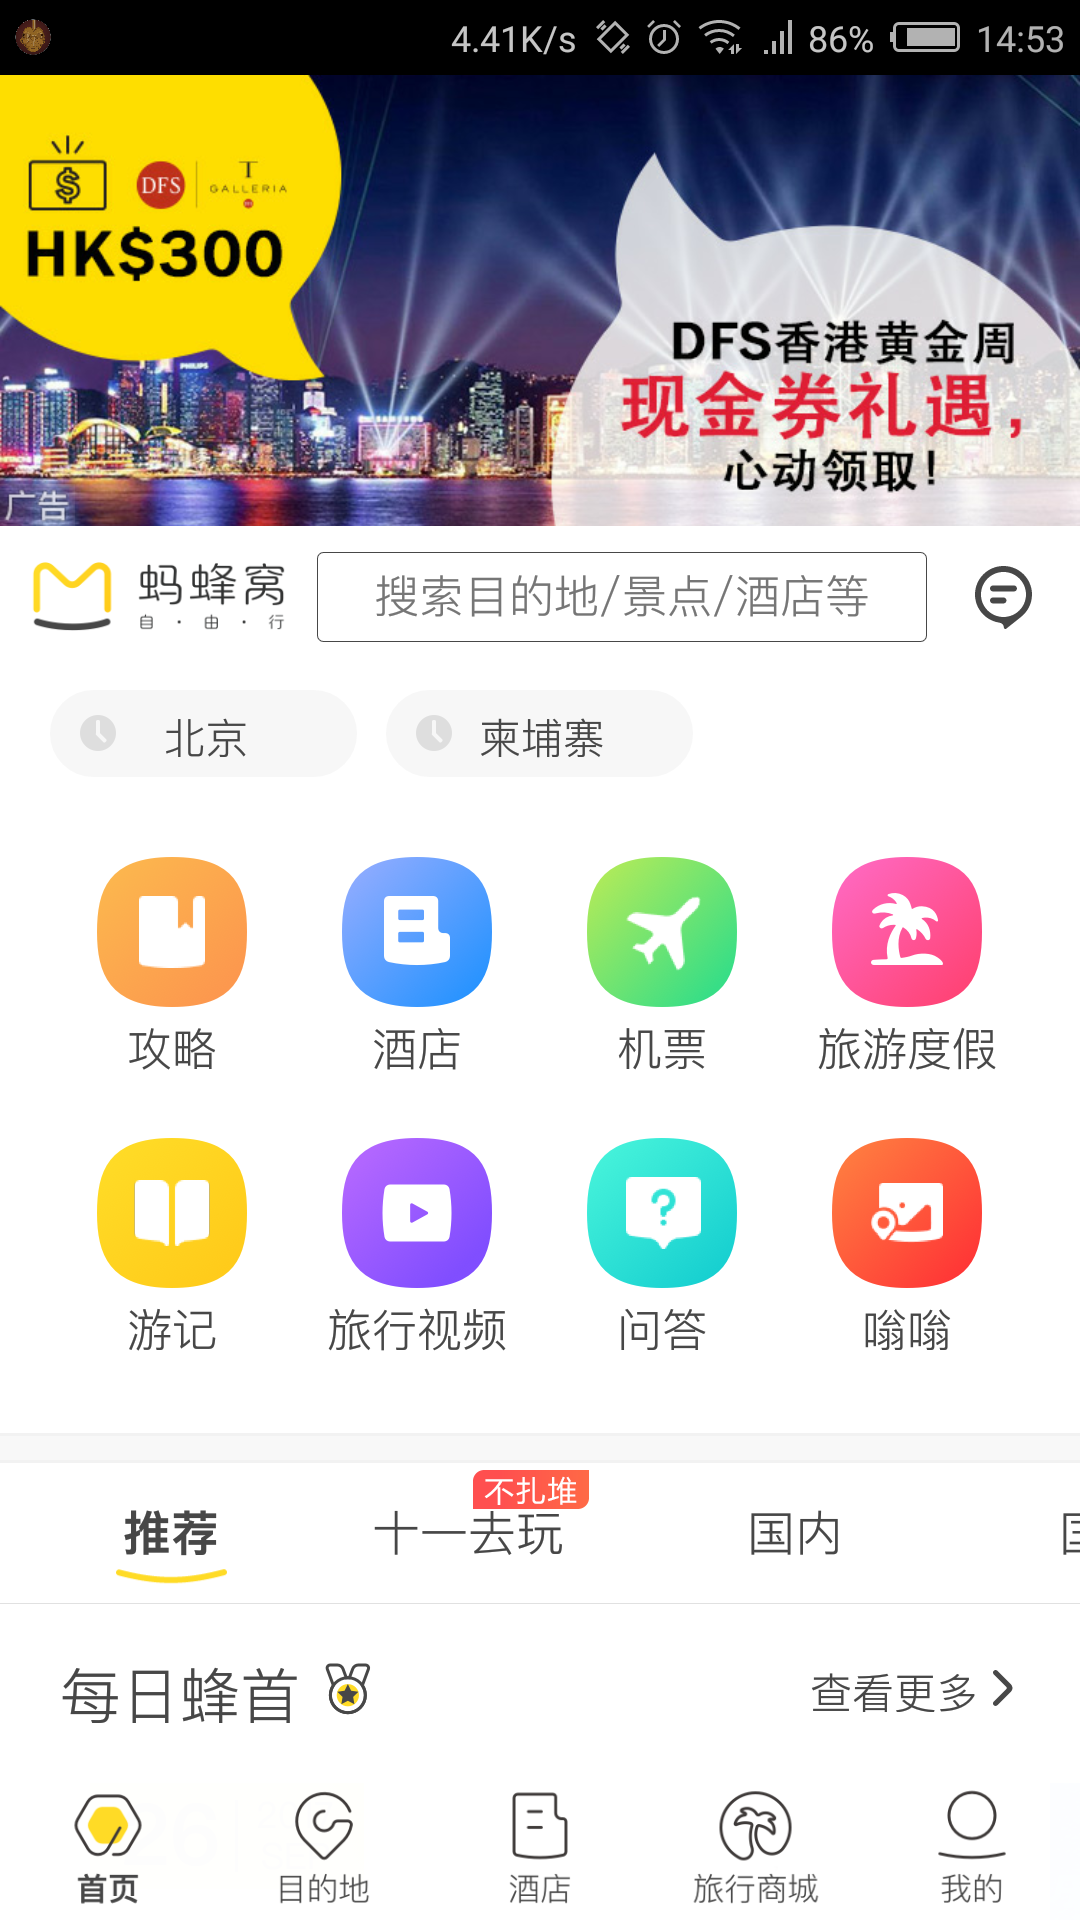 4.41K/s 86% 14:53
DFS T GALLERIA
HK$300
PHILIPS
DFS香港黄金周
现金券礼遇,
心动领取!
广告
蚂蜂窝
自·由·行
搜索目的地/景点/酒店等
北京 柬埔寨
攻略 酒店 机票 旅游度假
游记 旅行视频 问答 嗡嗡
不扎堆
推荐 十一去玩 国内
每日蜂首 查看更多
首页 目的地 酒店 旅行商城 我的